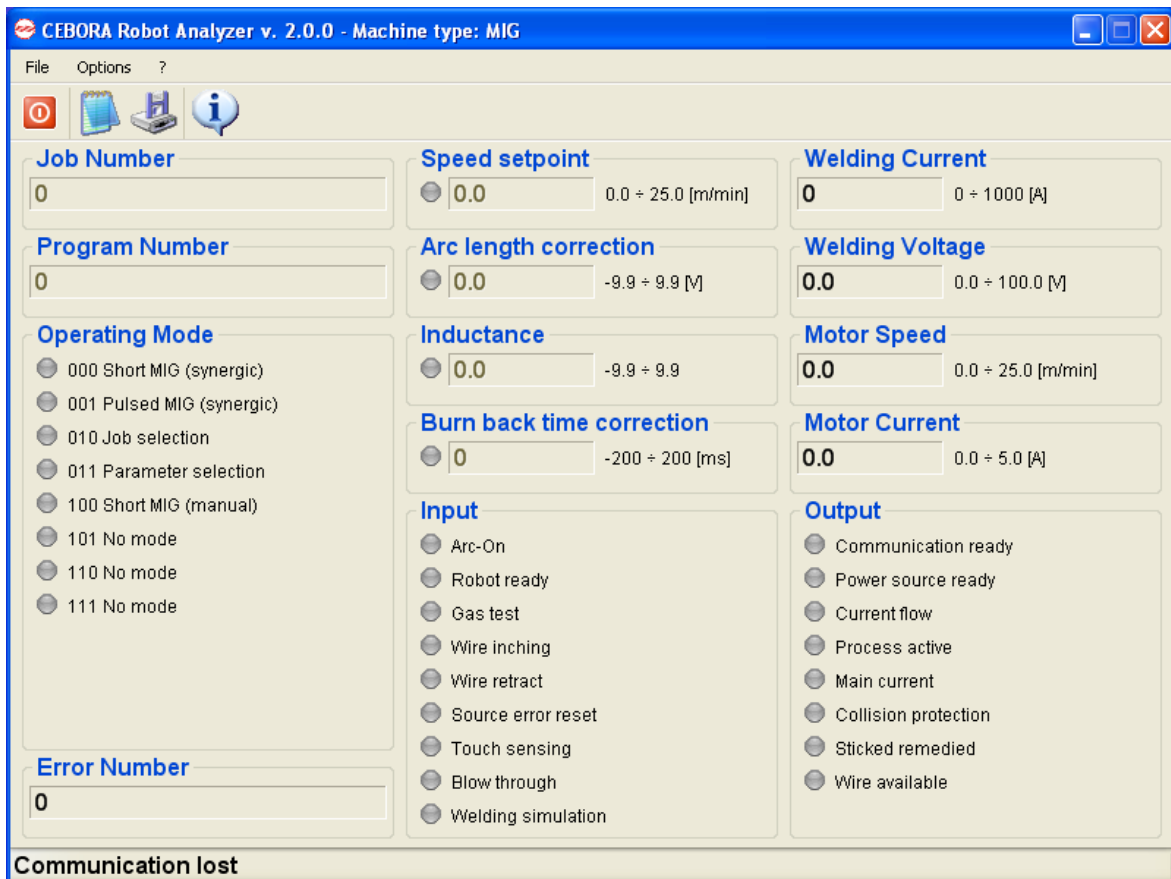 CEBORA Robot Analyzer v. 2.0.0 - Machine type: MIG
File Options ?
Job Number
0
Program Number
0
Operating Mode
000 Short MIG (synergic)
001 Pulsed MIG (synergic)
010 Job selection
011 Parameter selection
100 Short MIG (manual)
101 No mode
110 No mode
111 No mode
Error Number
0
Speed setpoint
0.0 0.0 ÷ 25.0 [m/min]
Arc length correction
0.0 -9.9 ÷ 9.9 [V]
Inductance
0.0 -9.9 ÷ 9.9
Burn back time correction
0 -200 ÷ 200 [ms]
Input
Arc-On
Robot ready
Gas test
Wire inching
Wire retract
Source error reset
Touch sensing
Blow through
Welding simulation
Welding Current
0 0 ÷ 1000 [A]
Welding Voltage
0.0 0.0 ÷ 100.0 [V]
Motor Speed
0.0 0.0 ÷ 25.0 [m/min]
Motor Current
0.0 0.0 ÷ 5.0 [A]
Output
Communication ready
Power source ready
Current flow
Process active
Main current
Collision protection
Sticked remedied
Wire available
Communication lost